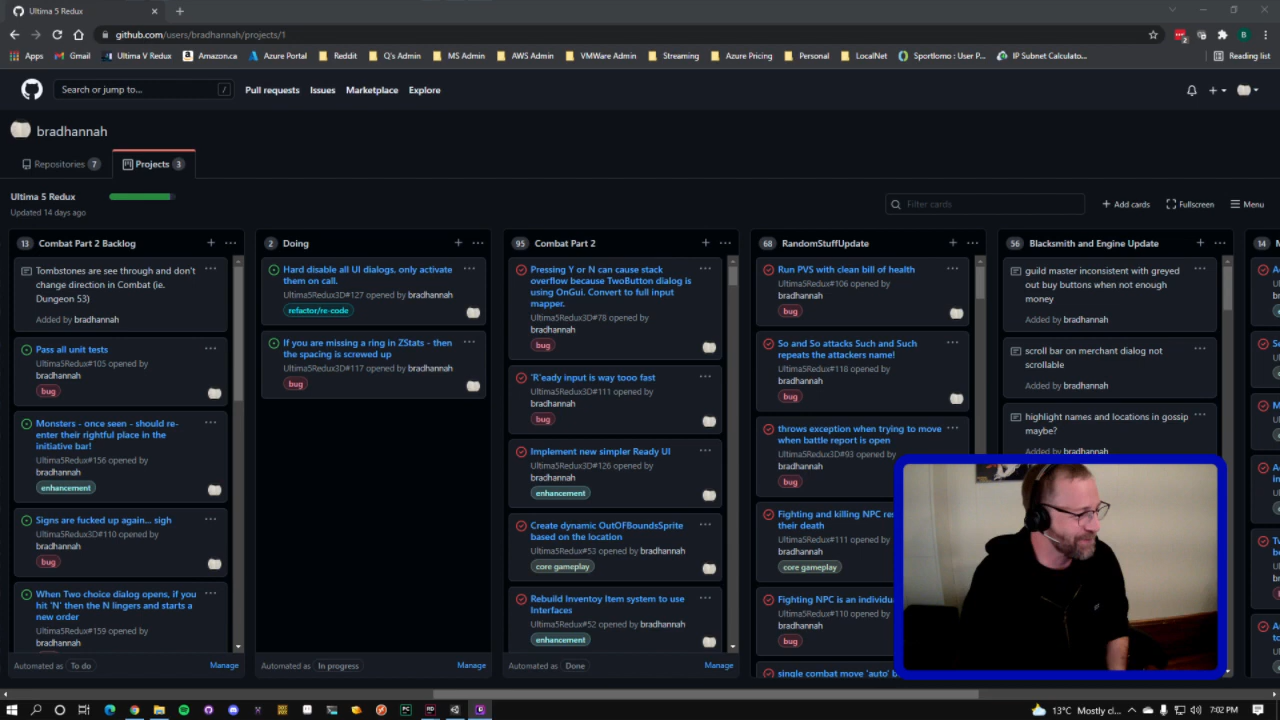 Ultima 5 Redux
github.com/users/bradhannah/projects/1
Apps
Gmail
Ultima V Redux
Amazon.ca
Azure Portal
Reddit
Q's Admin
MS Admin
AWS Admin
VMWare Admin
Streaming
Azure Pricing
Personal
LocalNet
Sportlomo : User P...
IP Subnet Calculato...
Reading list
Search or jump to...
/
Pull requests
Issues
Marketplace
Explore
bradhannah
Repositories 7
Projects 3
Ultima 5 Redux
Updated 14 days ago
Filter cards
+ Add cards
Fullscreen
Menu
13 Combat Part 2 Backlog
Tombstones are see through and don't
change direction in Combat (ie.
Dungeon 53)
Added by bradhannah
Pass all unit tests
Ultima5Redux#105 opened by
bradhannah
bug
Monsters - once seen - should re-
enter their rightful place in the
initiative bar!
Ultima5Redux#156 opened by
bradhannah
enhancement
Signs are fucked up again... sigh
Ultima5Redux3D#110 opened by
bradhannah
bug
When Two choice dialog opens, if you
hit 'N' then the N lingers and starts a
new order
Ultima5Redux#159 opened by
bradhannah
Automated as To do
Manage
2 Doing
Hard disable all UI dialogs, only activate
them on call.
Ultima5Redux3D#127 opened by
bradhannah
refactor/re-code
If you are missing a ring in ZStats - then
the spacing is screwed up
Ultima5Redux3D#117 opened by bradhannah
bug
Automated as In progress
Manage
95 Combat Part 2
Pressing Y or N can cause stack
overflow because TwoButton dialog is
using OnGui. Convert to full input
mapper.
Ultima5Redux3D#78 opened by
bradhannah
bug
'R'eady input is way tooo fast
Ultima5Redux3D#111 opened by
bradhannah
bug
Implement new simpler Ready UI
Ultima5Redux3D#126 opened by
bradhannah
enhancement
Create dynamic OutOFBoundsSprite
based on the location
Ultima5Redux#53 opened by bradhannah
core gameplay
Rebuild Inventoy Item system to use
Interfaces
Ultima5Redux#52 opened by bradhannah
enhancement
Automated as Done
Manage
68 RandomStuffUpdate
Run PVS with clean bill of health
Ultima5Redux#106 opened by
bradhannah
bug
So and So attacks Such and Such
repeats the attackers name!
Ultima5Redux#118 opened by
bradhannah
bug
throws exception when trying to move
when battle report is open
Ultima5Redux3D#93 opened by
bradhannah
bug
Fighting and killing NPC
their death
Ultima5Redux#111 opened by
bradhannah
core gameplay
Fighting NPC is an
Ultima5Redux#110 opened by
bradhannah
bug
single combat move 'auto'
56 Blacksmith and Engine Update
guild master inconsistent with greyed
out buy buttons when not enough
money
Added by bradhannah
scroll bar on merchant dialog not
scrollable
Added by bradhannah
highlight names and locations in gossip
maybe?
Added by bradhannah
14
13°C Mostly cl...
7:02 PM